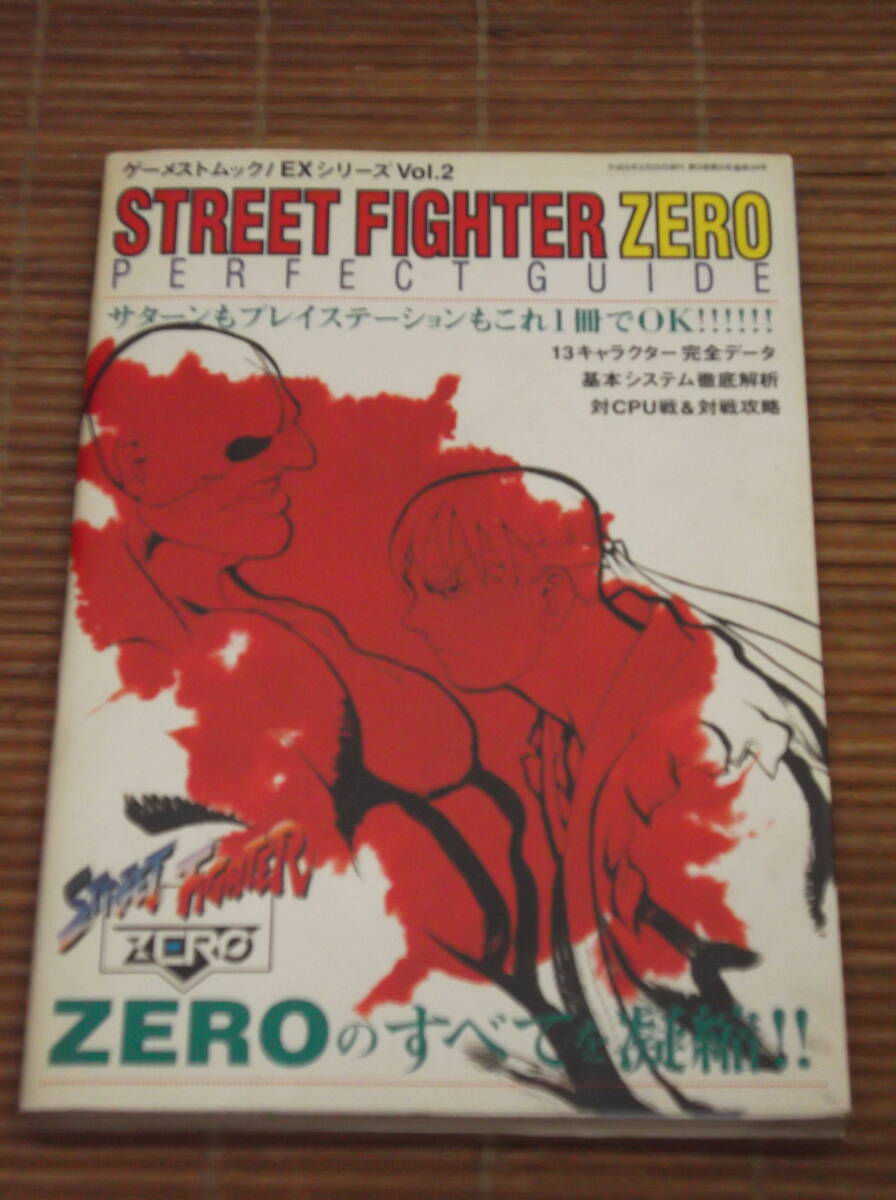 ゲーメストムック/EXシリーズ Vol.2
STREET FIGHTER ZERO
PERFECT GUIDE
サターンもプレイステーションもこれ1冊でOK!!!!!!
13キャラクター完全データ
基本システム徹底解析
対CPU戦&対戦攻略
STREET FIGHTER
ZERO
ZEROのすべてを凝縮!!